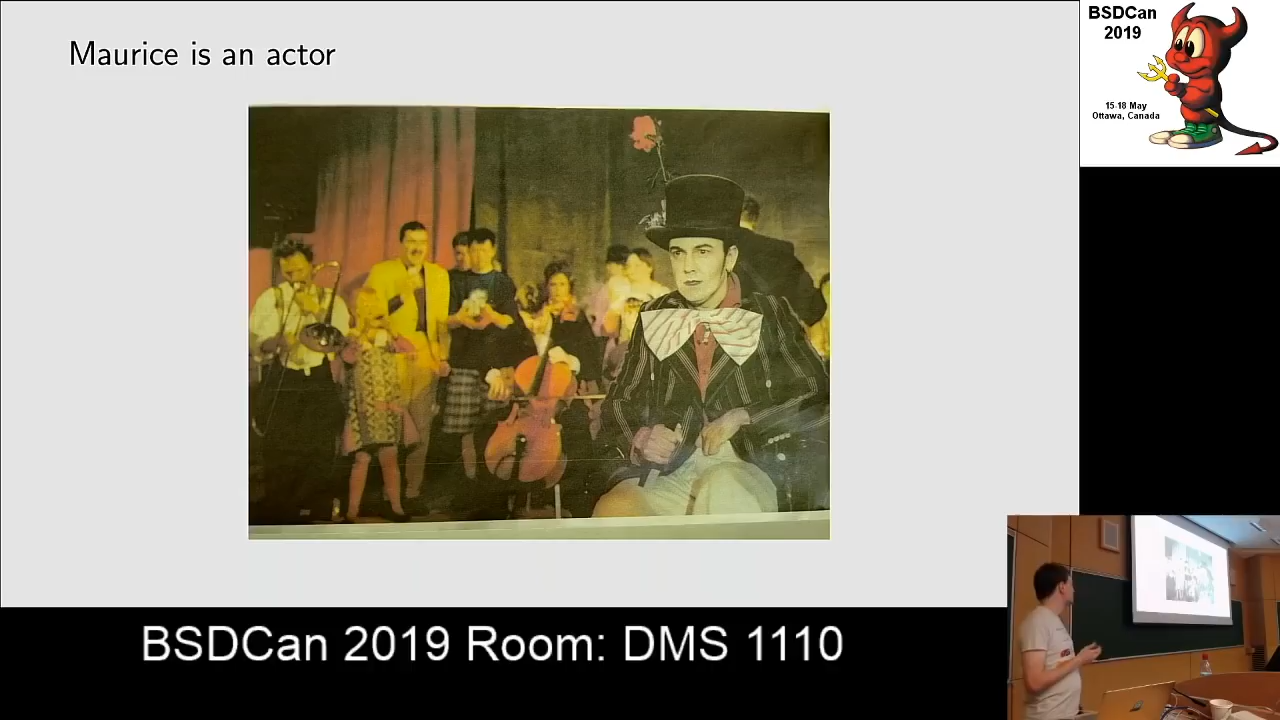 Maurice is an actor
BSDCan
2019
15-18 May
Ottawa, Canada
BSDCan 2019 Room: DMS 1110